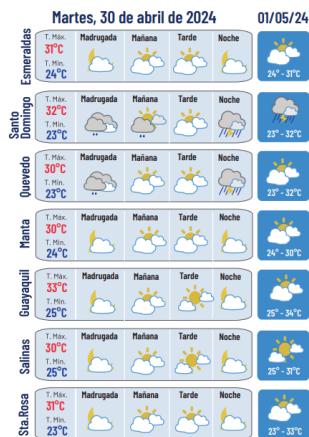 Martes, 30 de abril de 2024 01/05/24
Esmeraldas
T. Máx. Madrugada Mañana Tarde Noche
31°C
T. Mín.
24°C 24° - 31°C
Santo Domingo
T. Máx. Madrugada Mañana Tarde Noche
32°C
T. Mín.
23°C 23° - 32°C
Quevedo
T. Máx. Madrugada Mañana Tarde Noche
30°C
T. Mín.
23°C 23° - 32°C
Manta
T. Máx. Madrugada Mañana Tarde Noche
30°C
T. Mín.
24°C 24° - 30°C
Guayaquil
T. Máx. Madrugada Mañana Tarde Noche
33°C
T. Mín.
25°C 25° - 34°C
Salinas
T. Máx. Madrugada Mañana Tarde Noche
30°C
T. Mín.
25°C 25° - 31°C
Sta.Rosa
T. Máx. Madrugada Mañana Tarde Noche
31°C
T. Mín.
23°C 23° - 33°C